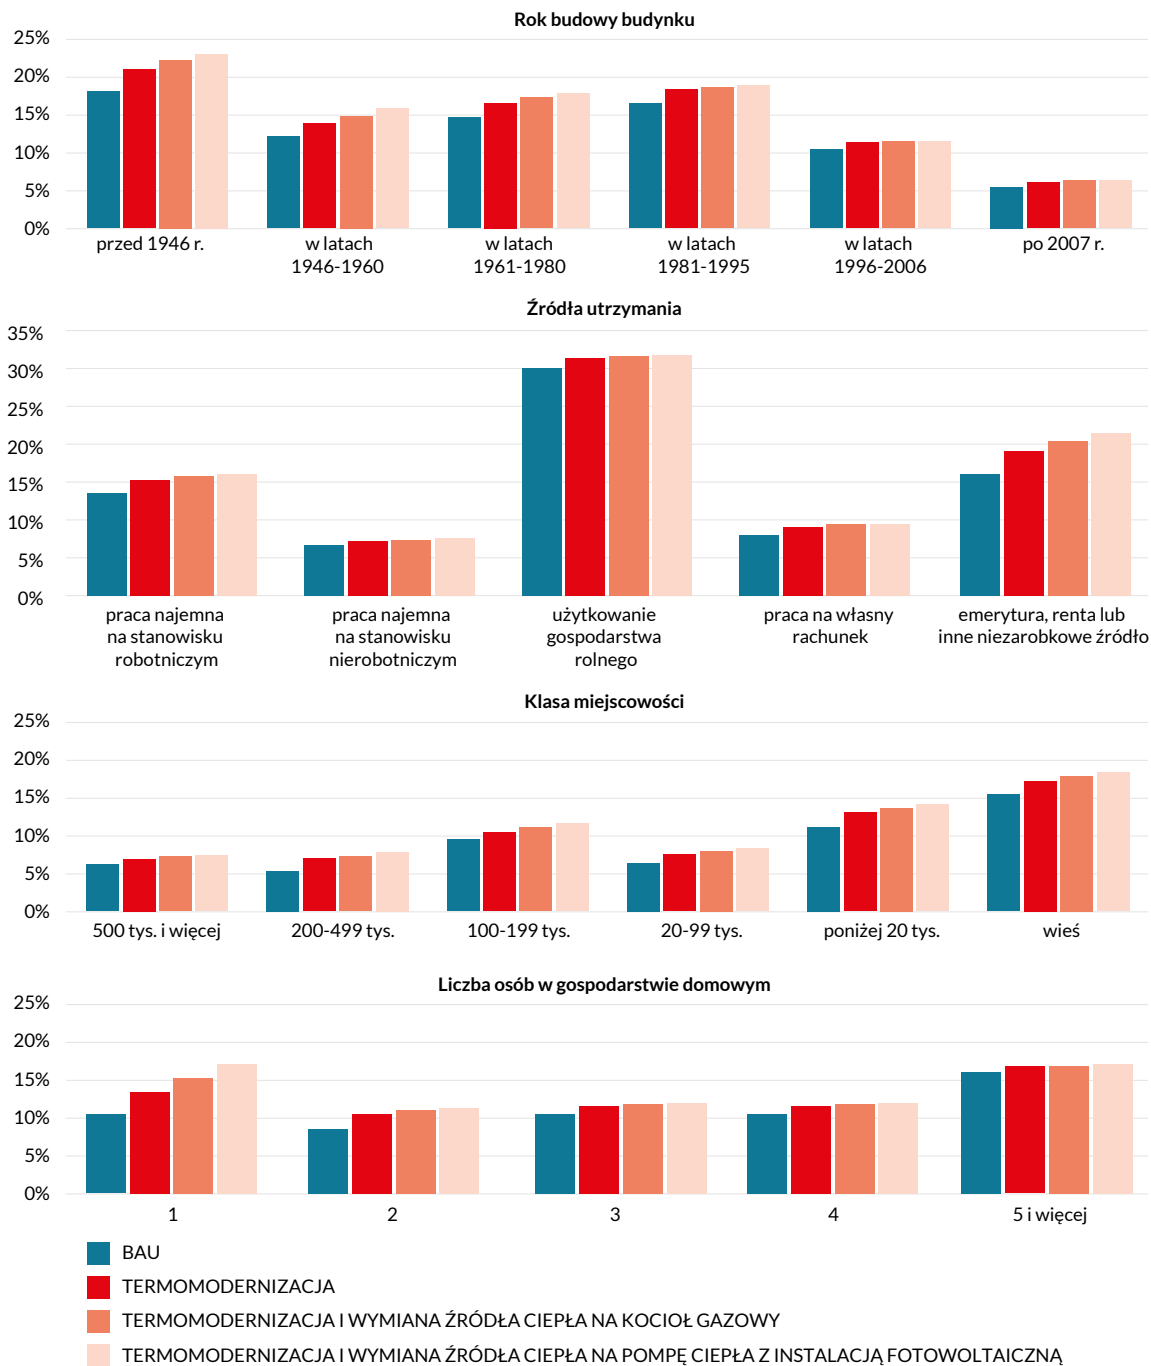 Rok budowy budynku
25%
20%
15%
10%
5%
0%
przed 1946 r.
w latach
1946-1960
w latach
1961-1980
w latach
1981-1995
w latach
1996-2006
po 2007 r.
Źródła utrzymania
35%
30%
25%
20%
15%
10%
5%
0%
praca najemna
na stanowisku
robotniczym
praca najemna
na stanowisku
nierobotniczym
użytkowanie
gospodarstwa
rolnego
praca na własny
rachunek
emerytura, renta lub
inne niezarobkowe źródło
Klasa miejscowości
25%
20%
15%
10%
5%
0%
500 tys. i więcej
200-499 tys.
100-199 tys.
20-99 tys.
poniżej 20 tys.
wieś
Liczba osób w gospodarstwie domowym
25%
20%
15%
10%
5%
0%
1
2
3
4
5 i więcej
BAU
TERMOMODERNIZACJA
TERMOMODERNIZACJA I WYMIANA ŹRÓDŁA CIEPŁA NA KOCIOŁ GAZOWY
TERMOMODERNIZACJA I WYMIANA ŹRÓDŁA CIEPŁA NA POMPĘ CIEPŁA Z INSTALACJĄ FOTOWOLTAICZNĄ